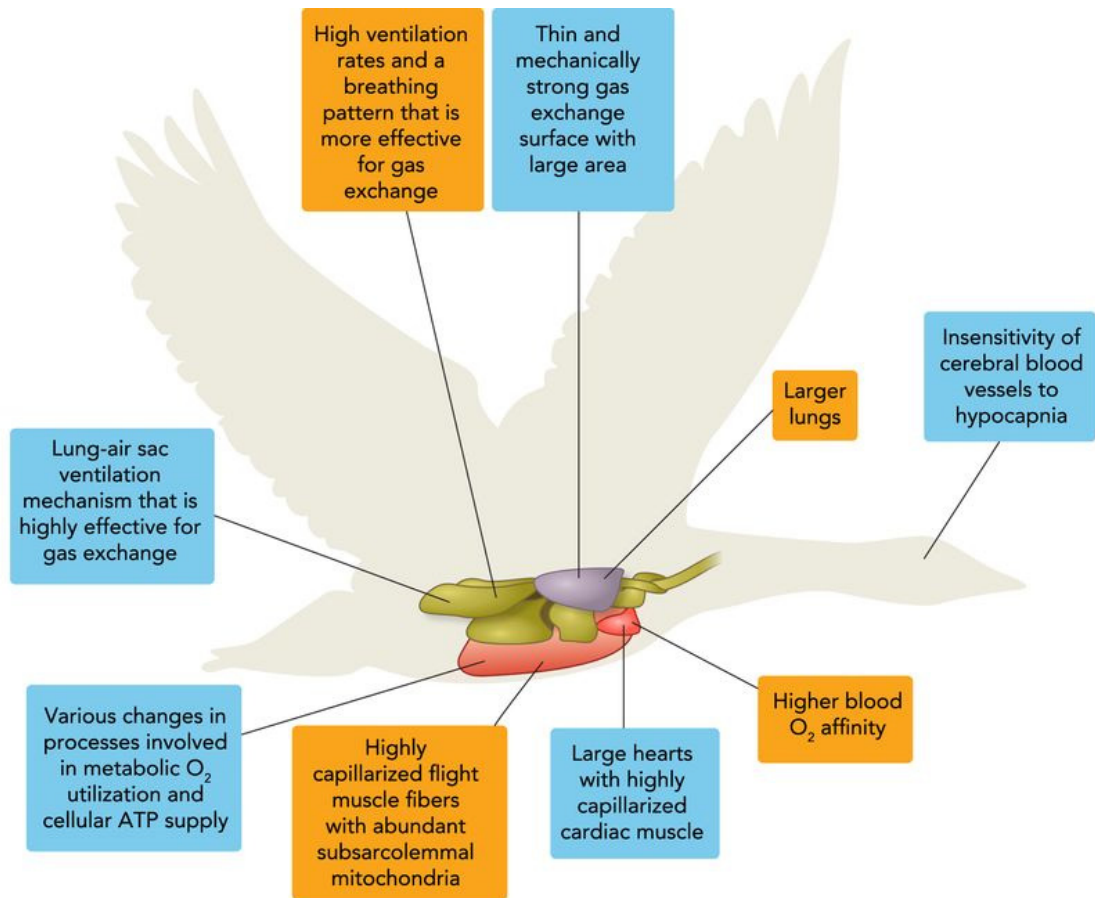 High ventilation
rates and a
breathing
pattern that is
more effective
for gas
exchange
Thin and
mechanically
strong gas
exchange
surface with
large area
Insensitivity of
cerebral blood
vessels to
hypocapnia
Larger
lungs
Lung-air sac
ventilation
mechanism that is
highly effective for
gas exchange
Various changes in
processes involved
in metabolic O₂
utilization and
cellular ATP supply
Highly
capillarized flight
muscle fibers
with abundant
subsarcolemmal
mitochondria
Large hearts
with highly
capillarized
cardiac muscle
Higher blood
O₂ affinity